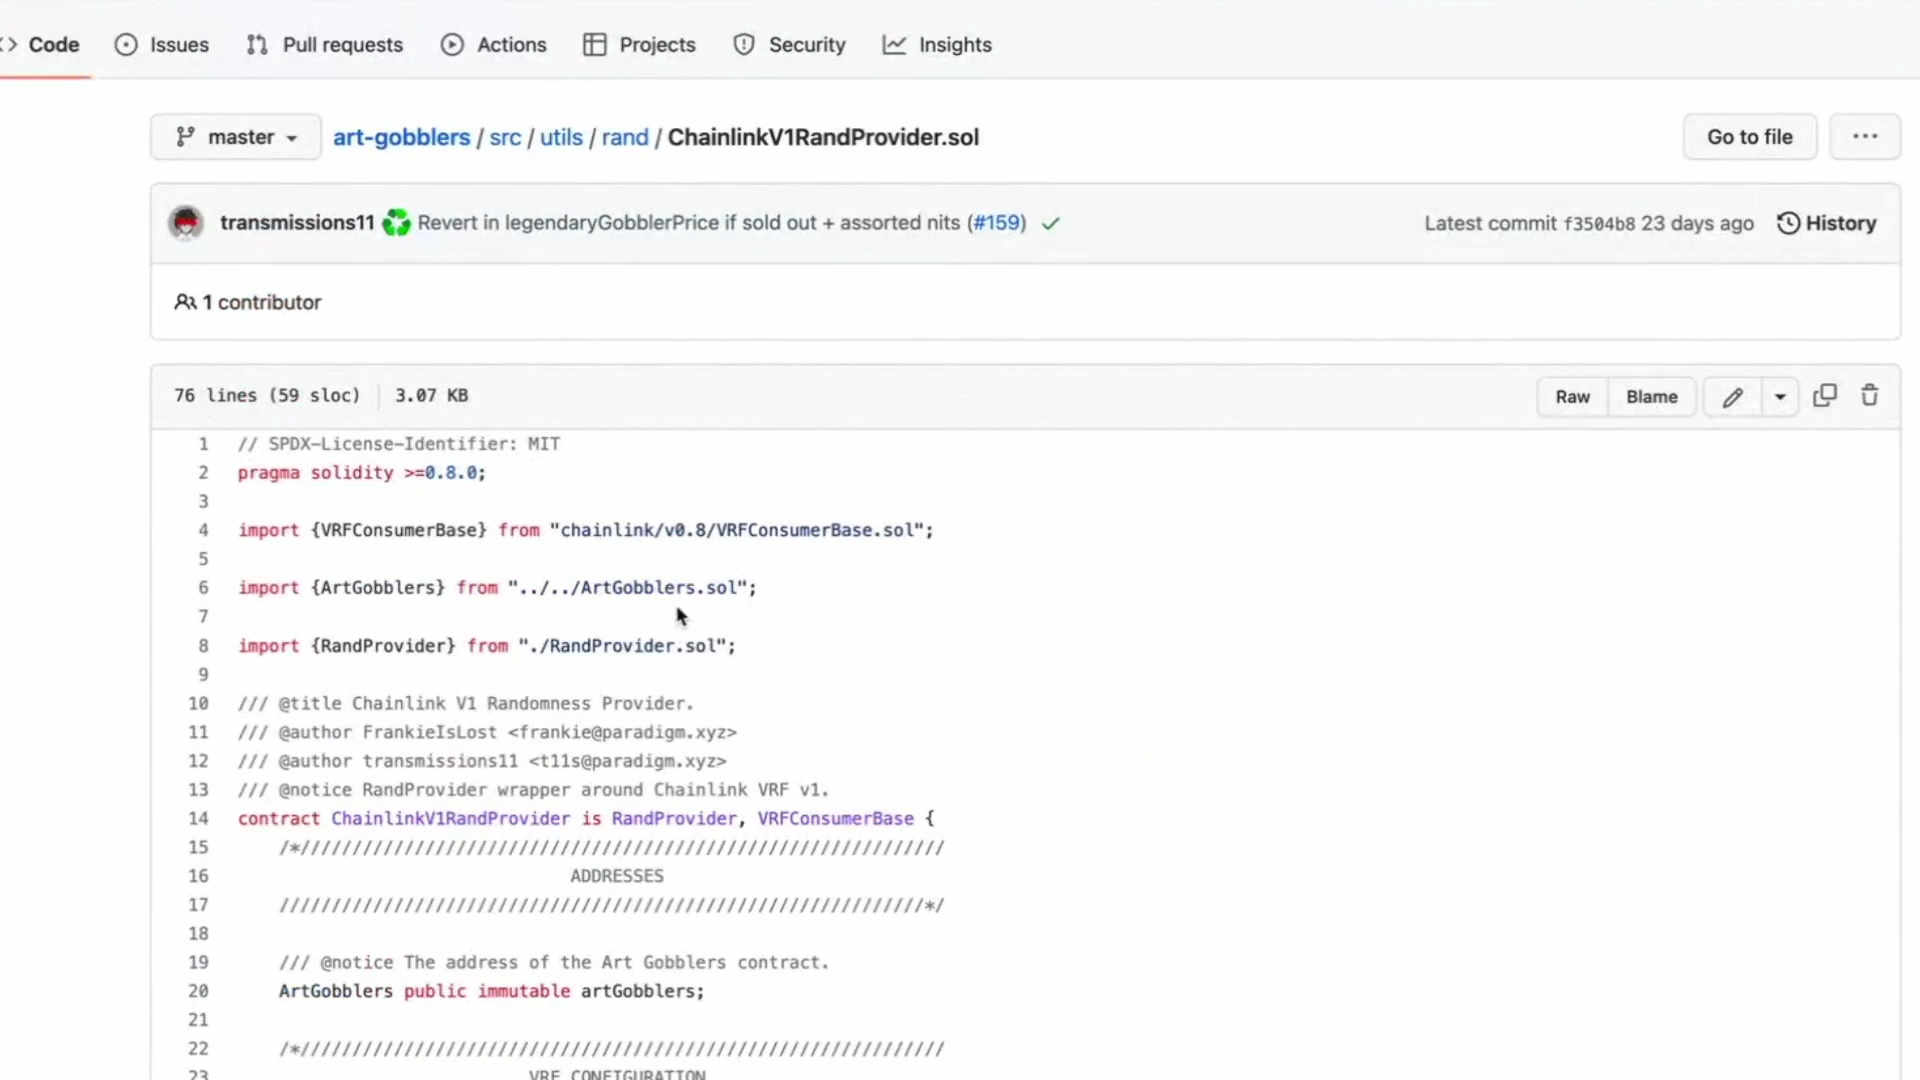 Code Issues Pull requests Actions Projects Security Insights
master art-gobblers / src / utils / rand / ChainlinkV1RandProvider.sol Go to file ...
transmissions11 ♻️ Revert in legendaryGobblerPrice if sold out + assorted nits (#159) ✓ Latest commit f3504b8 23 days ago History
1 contributor
76 lines (59 sloc) 3.07 KB Raw Blame
1 // SPDX-License-Identifier: MIT
2 pragma solidity >=0.8.0;
3
4 import {VRFConsumerBase} from "chainlink/v0.8/VRFConsumerBase.sol";
5
6 import {ArtGobblers} from "../../ArtGobblers.sol";
7
8 import {RandProvider} from "./RandProvider.sol";
9
10 /// @title Chainlink V1 Randomness Provider.
11 /// @author FrankieIsLost <frankie@paradigm.xyz>
12 /// @author transmissions11 <t11s@paradigm.xyz>
13 /// @notice RandProvider wrapper around Chainlink VRF v1.
14 contract ChainlinkV1RandProvider is RandProvider, VRFConsumerBase {
15 /*//////////////////////////////////////////////////////////////
16 ADDRESSES
17 //////////////////////////////////////////////////////////////*/
18
19 /// @notice The address of the Art Gobblers contract.
20 ArtGobblers public immutable artGobblers;
21
22 /*//////////////////////////////////////////////////////////////
23 VRF CONFIGURATION